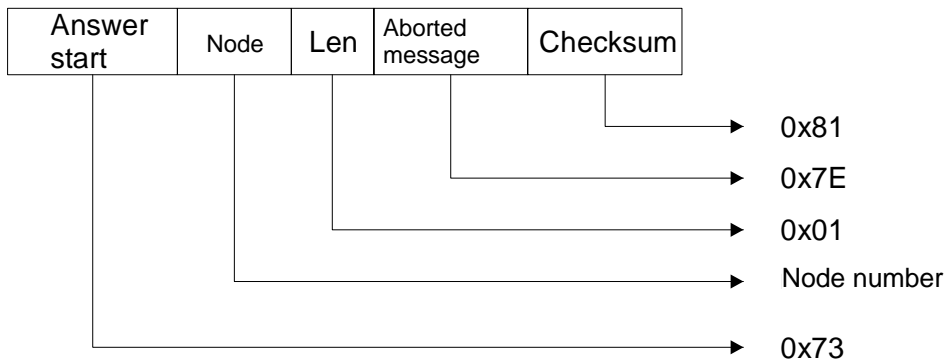 Answer
start
Node
Len
Aborted
message
Checksum
0x81
0x7E
0x01
Node number
0x73